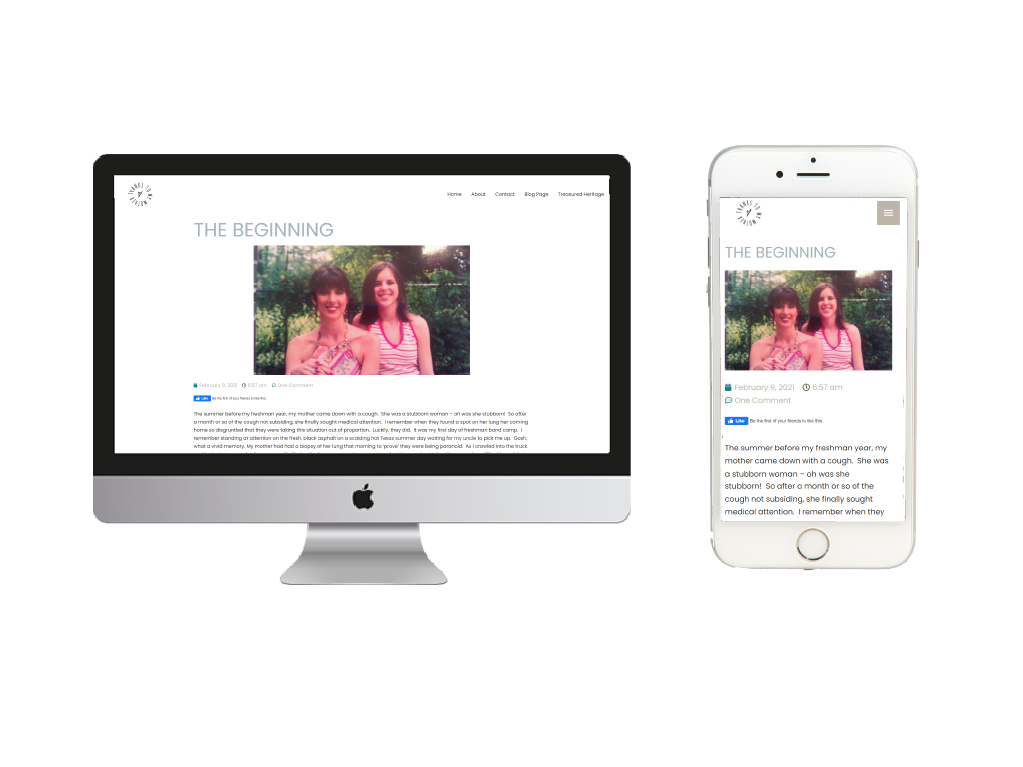 THANKS TO MY MOTHER
Home About Contact Blog Page Treasured Heritage
THE BEGINNING
February 9, 2021 6:57 am One Comment
Like Be the first of your friends to like this.
The summer before my freshman year, my mother came down with a cough. She was a stubborn woman – oh was she stubborn! So after
a month or so of the cough not subsiding, she finally sought medical attention. I remember when they found a spot on her lung her coming
home so disgruntled that they were taking this situation out of proportion. Luckily, they did. It was my first day of freshman band camp. I
remember standing at attention on the fresh, black asphalt on a scalding hot Texas summer day waiting for my uncle to pick me up. Gosh,
what a vivid memory. My mother had had a biopsy of her lung that morning to 'prove' they were being paranoid. As I crawled into the truck
THANKS TO MY MOTHER
THE BEGINNING
February 9, 2021 6:57 am
One Comment
Like Be the first of your friends to like this.
The summer before my freshman year, my
mother came down with a cough. She was
a stubborn woman – oh was she
stubborn! So after a month or so of the
cough not subsiding, she finally sought
medical attention. I remember when they